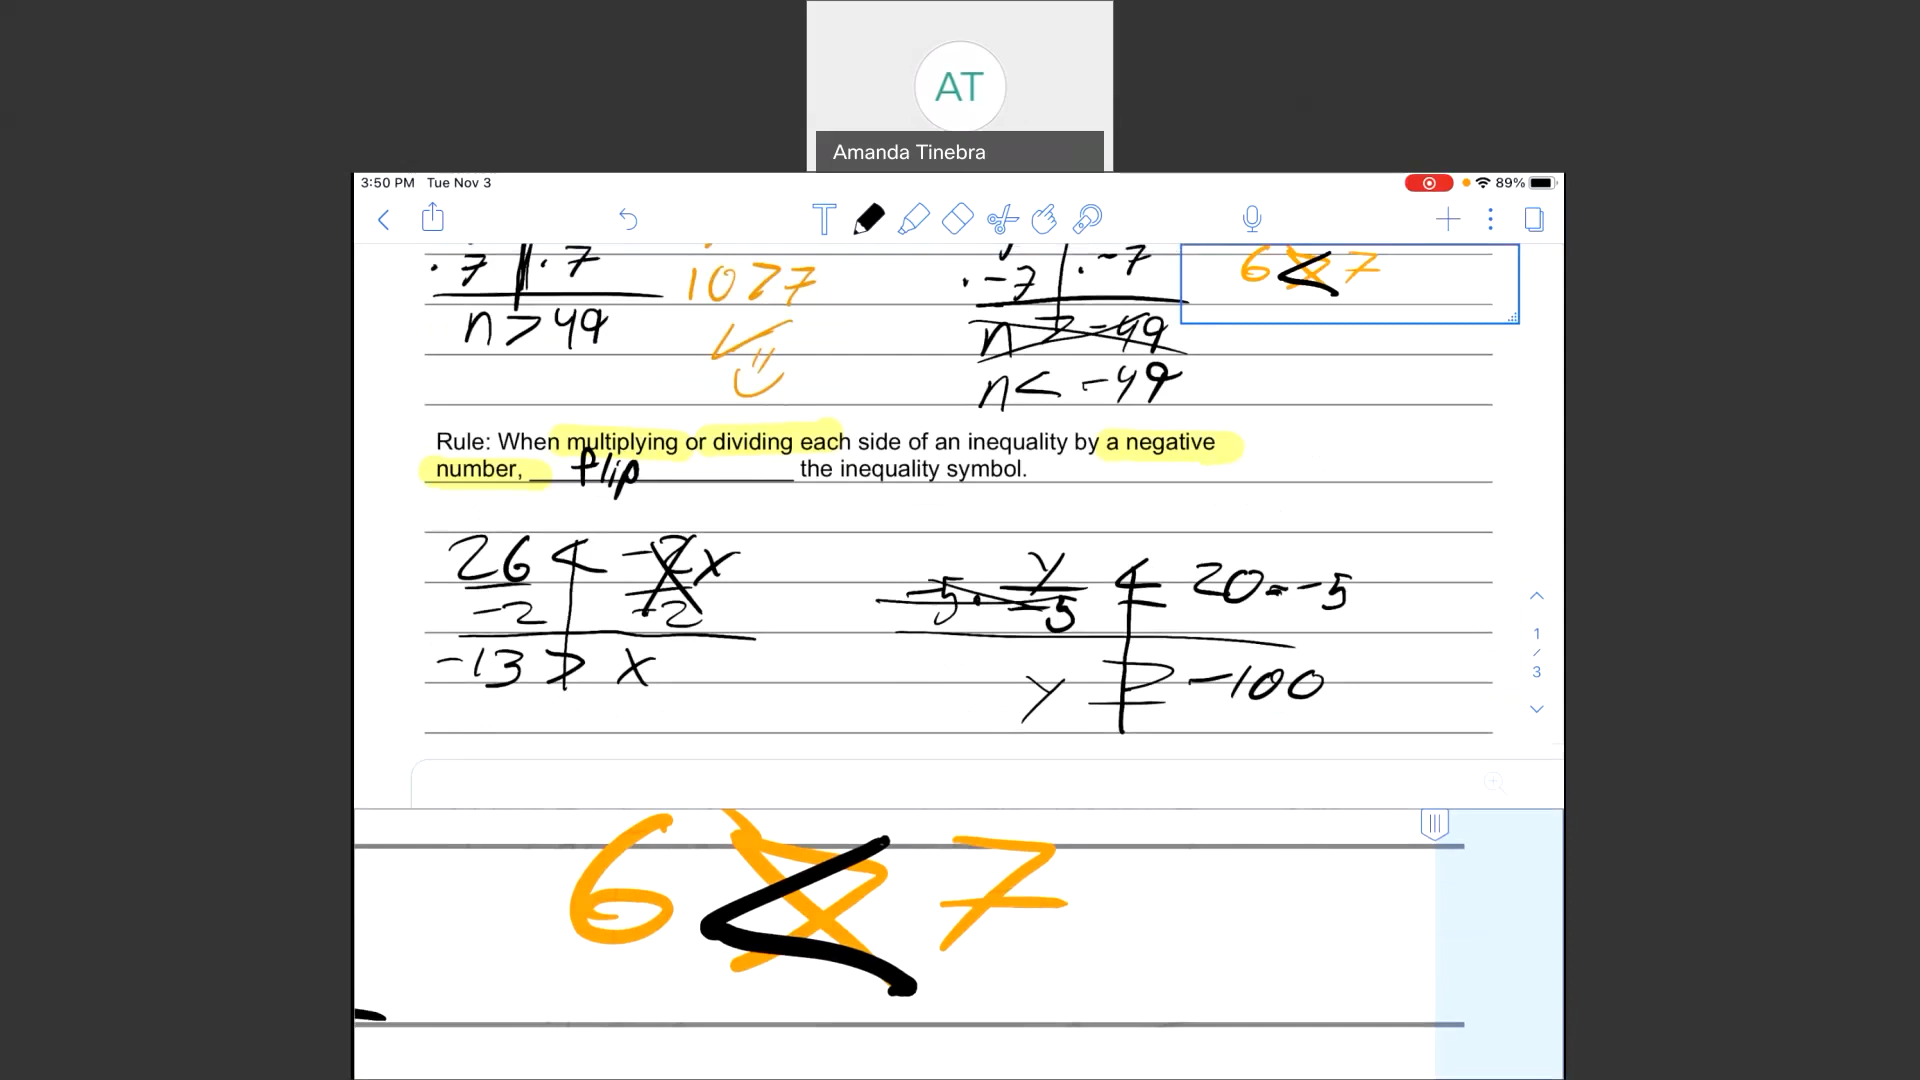 AT
Amanda Tinebra
3:50 PM Tue Nov 3
89%
. 7 | . 7
n > 49
10 > 7
. -7 | . -7
n > -49
n < -49
6 < 7
Rule: When multiplying or dividing each side of an inequality by a negative
number, flip the inequality symbol.
26 < -2x
-2 -2
-13 > x
-5 . y ≤ 20 . -5
-5
y ≥ -100
1
/
3
6 < 7